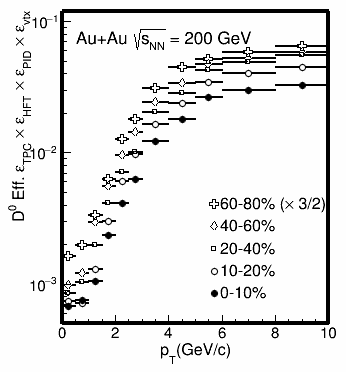 Au+Au √s_NN = 200 GeV
D⁰ Eff. ε_TPC × ε_HFT × ε_PID × ε_vtx
10⁻¹
10⁻²
10⁻³
60-80% (× 3/2)
40-60%
20-40%
10-20%
0-10%
0 2 4 6 8 10
p_T(GeV/c)